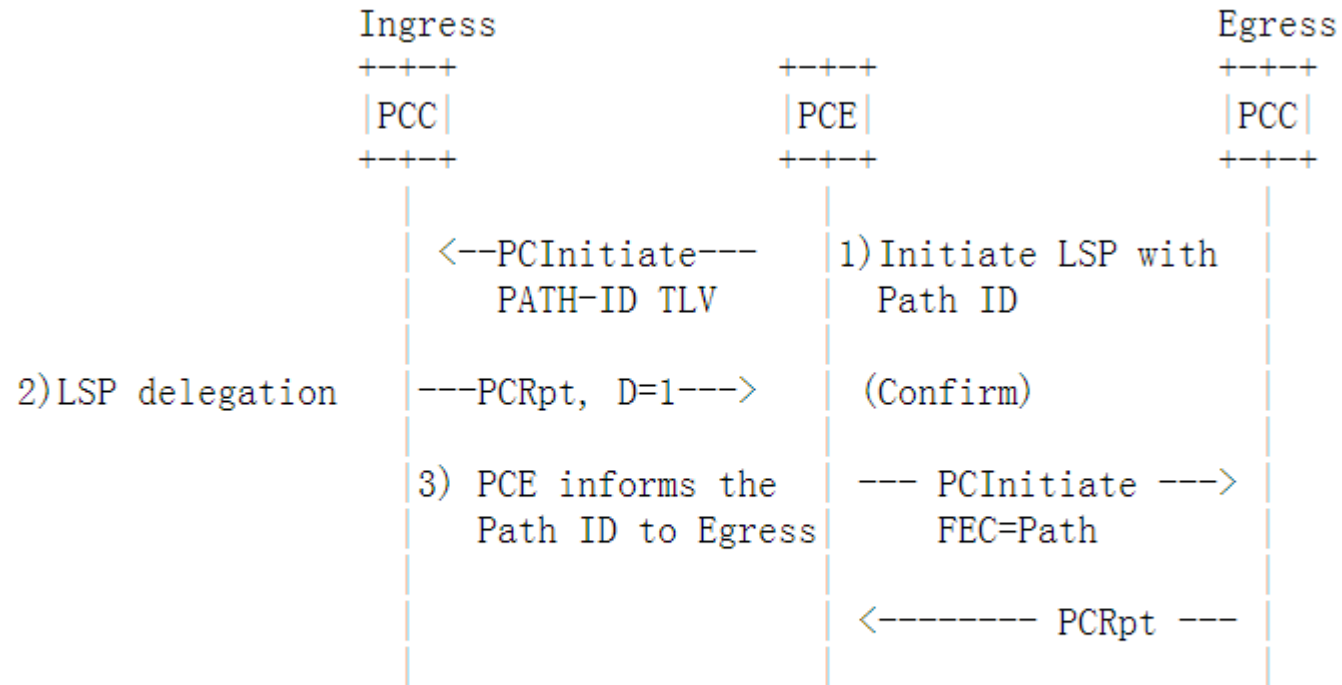 Ingress Egress
+-+-+ +-+-+ +-+-+
|PCC| |PCE| |PCC|
+-+-+ +-+-+ +-+-+
<--PCInitiate--- 1)Initiate LSP with
PATH-ID TLV Path ID
2)LSP delegation ---PCRpt, D=1---> (Confirm)
3) PCE informs the --- PCInitiate --->
Path ID to Egress FEC=Path
<-------- PCRpt ---